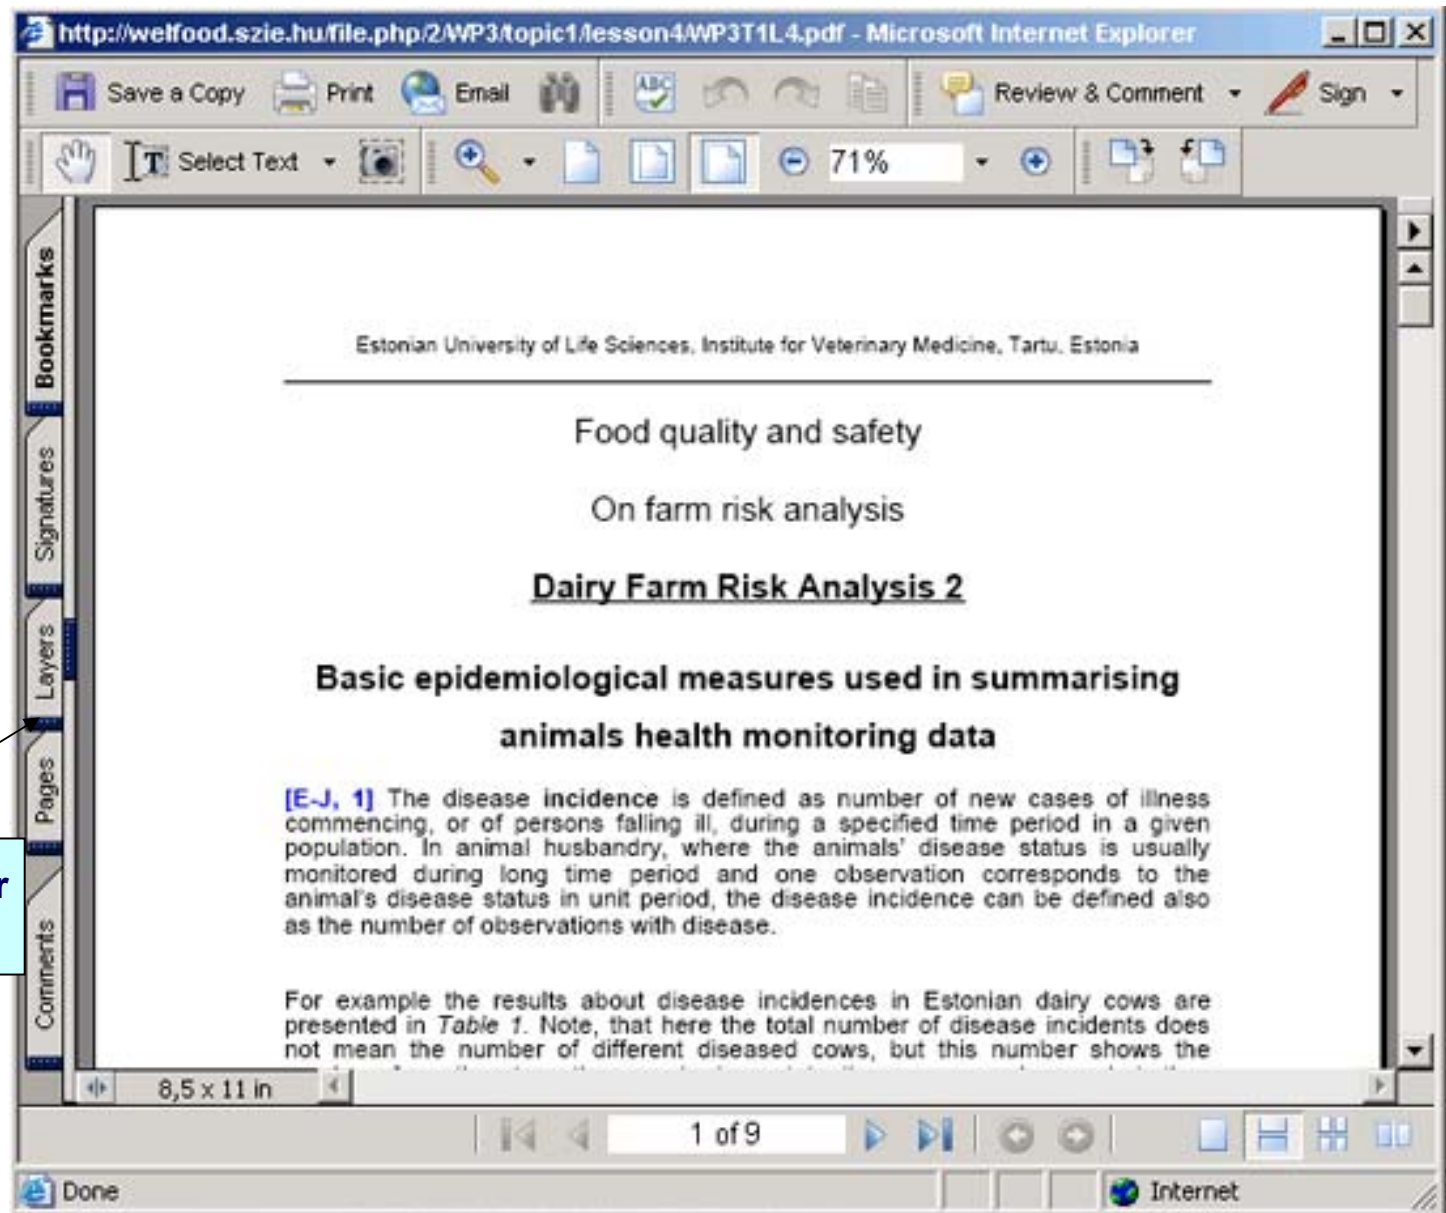 http://welfood.szie.hu/file.php/2/WP3/topic1/lesson4/WP3T1L4.pdf - Microsoft Internet Explorer
Save a Copy Print Email ABC Review & Comment Sign
T Select Text 71%
Bookmarks
Signatures
Layers
Pages
Comments
r
Estonian University of Life Sciences, Institute for Veterinary Medicine, Tartu, Estonia
Food quality and safety
On farm risk analysis
Dairy Farm Risk Analysis 2
Basic epidemiological measures used in summarising
animals health monitoring data
[E-J, 1] The disease incidence is defined as number of new cases of illness
commencing, or of persons falling ill, during a specified time period in a given
population. In animal husbandry, where the animals' disease status is usually
monitored during long time period and one observation corresponds to the
animal's disease status in unit period, the disease incidence can be defined also
as the number of observations with disease.
For example the results about disease incidences in Estonian dairy cows are
presented in Table 1. Note, that here the total number of disease incidents does
not mean the number of different diseased cows, but this number shows the
8,5 x 11 in
1 of 9
Done Internet